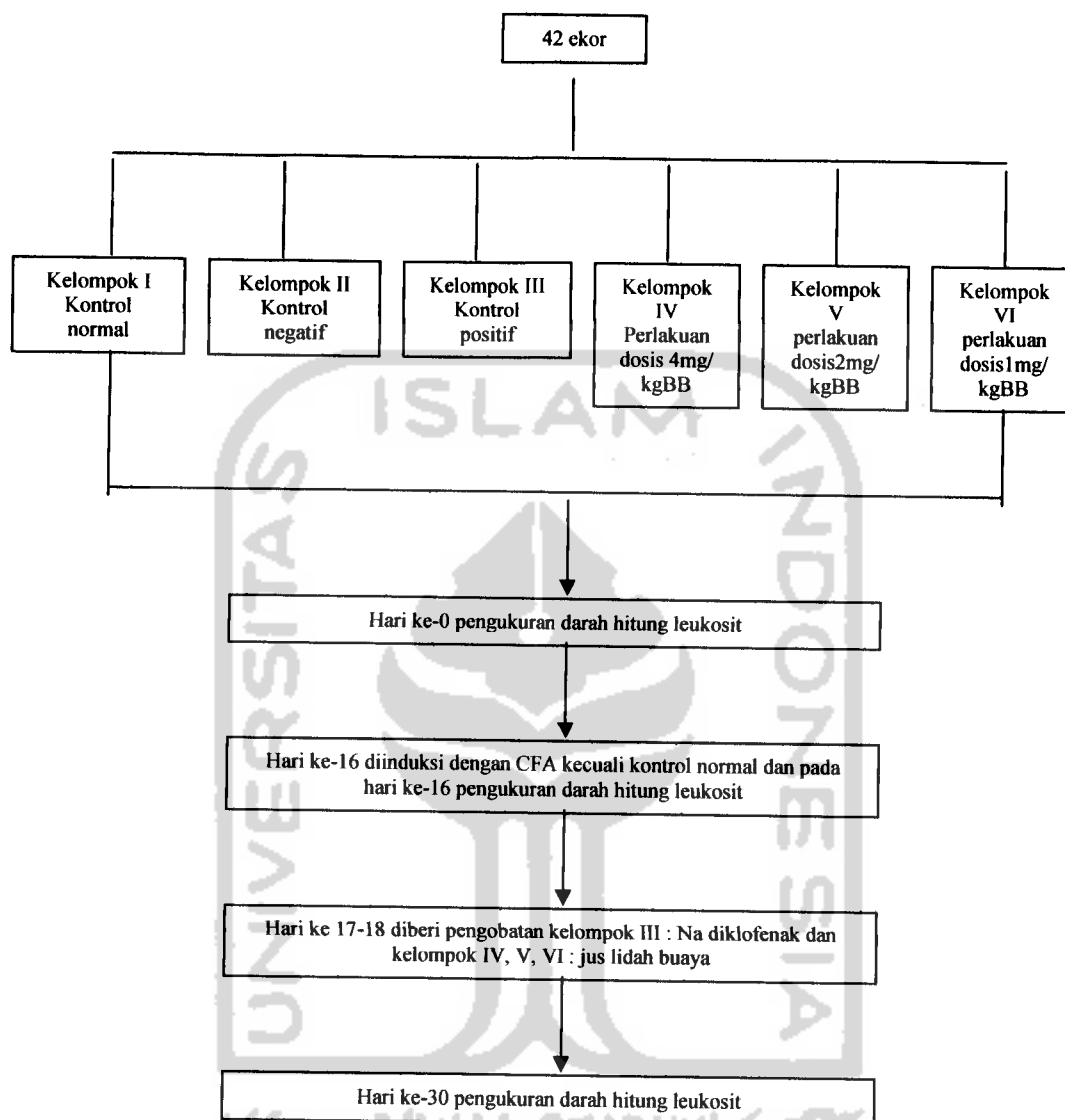 42 ekor
Kelompok I
Kontrol
normal
Kelompok II
Kontrol
negatif
Kelompok III
Kontrol
positif
Kelompok
IV
Perlakuan
dosis 4mg/
kgBB
Kelompok
V
perlakuan
dosis2mg/
kgBB
Kelompok
VI
perlakuan
dosis1mg/
kgBB
ISLAM
UNIVERSITAS
INDONESIA
Hari ke-0 pengukuran darah hitung leukosit
Hari ke-16 diinduksi dengan CFA kecuali kontrol normal dan pada
hari ke-16 pengukuran darah hitung leukosit
Hari ke 17-18 diberi pengobatan kelompok III : Na diklofenak dan
kelompok IV, V, VI : jus lidah buaya
Hari ke-30 pengukuran darah hitung leukosit